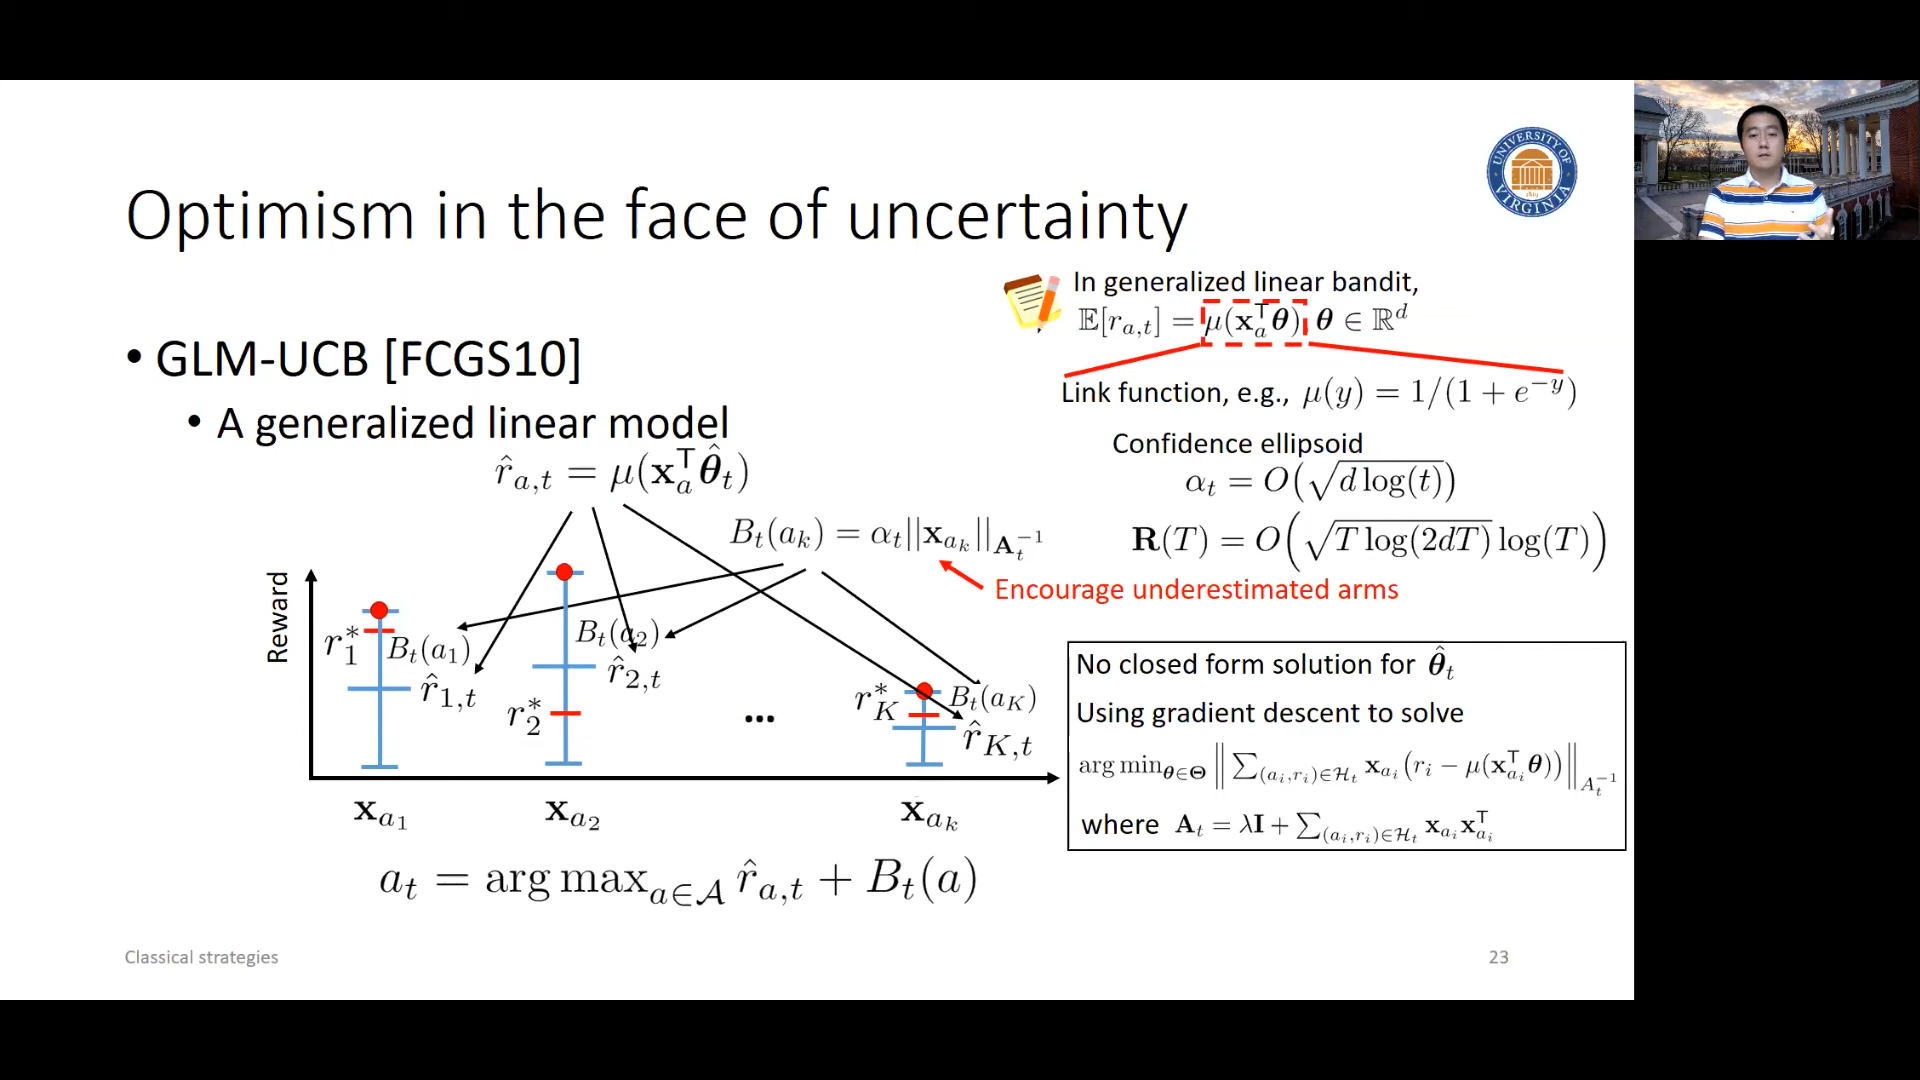 Optimism in the face of uncertainty
UNIVERSITY OF VIRGINIA
1819
• GLM-UCB [FCGS10]
• A generalized linear model
r̂_{a,t} = μ(x_a^⊤ θ̂_t)
In generalized linear bandit,
𝔼[r_{a,t}] = μ(x_a^⊤θ), θ ∈ ℝ^d
Link function, e.g., μ(y) = 1/(1 + e^{−y})
Confidence ellipsoid
α_t = O(√(d log(t)))
R(T) = O(√(T log(2dT)) log(T))
B_t(a_k) = α_t||x_{a_k}||_{A_t^{−1}}
Encourage underestimated arms
Reward
r_1^* B_t(a_1) r̂_{1,t}
r_2^* B_t(a_2) r̂_{2,t}
...
r_K^* B_t(a_K) r̂_{K,t}
x_{a_1} x_{a_2} x_{a_k}
a_t = arg max_{a∈𝒜} r̂_{a,t} + B_t(a)
No closed form solution for θ̂_t
Using gradient descent to solve
arg min_{θ∈Θ} ‖∑_{(a_i,r_i)∈ℋ_t} x_{a_i}(r_i − μ(x_{a_i}^⊤θ))‖_{A_t^{−1}}
where A_t = λI + ∑_{(a_i,r_i)∈ℋ_t} x_{a_i}x_{a_i}^⊤
Classical strategies
23